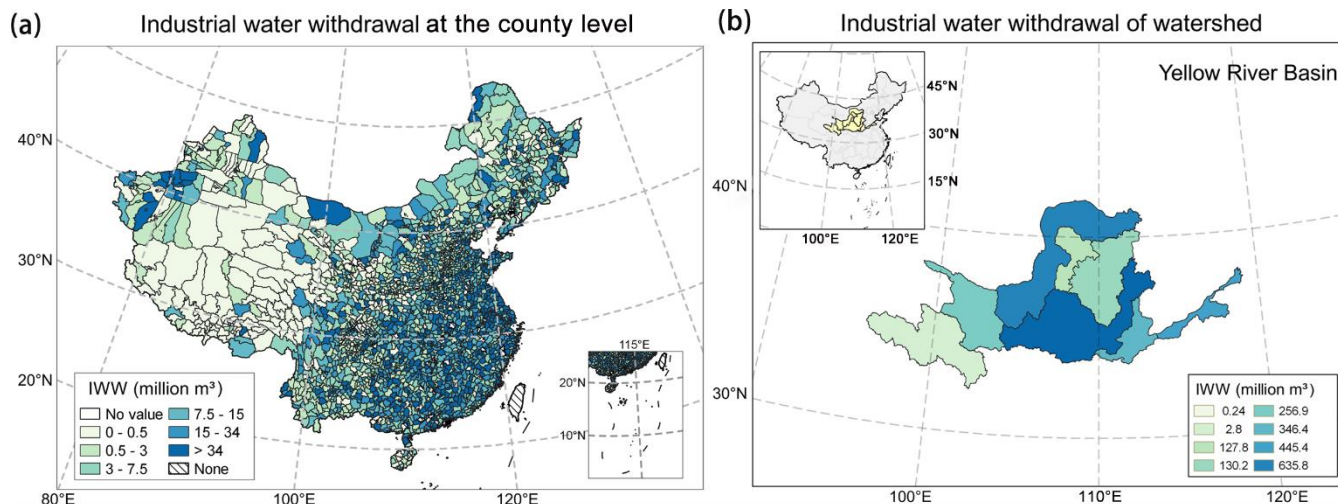 (a) Industrial water withdrawal at the county level
40°N
30°N
20°N
80°E
100°E
120°E
IWW (million m³)
No value
0 - 0.5
0.5 - 3
3 - 7.5
7.5 - 15
15 - 34
> 34
None
115°E
20°N
10°N
(b) Industrial water withdrawal of watershed
Yellow River Basin
45°N
30°N
15°N
100°E
120°E
40°N
30°N
100°E
110°E
120°E
IWW (million m³)
0.24
2.8
127.8
130.2
256.9
346.4
445.4
635.8